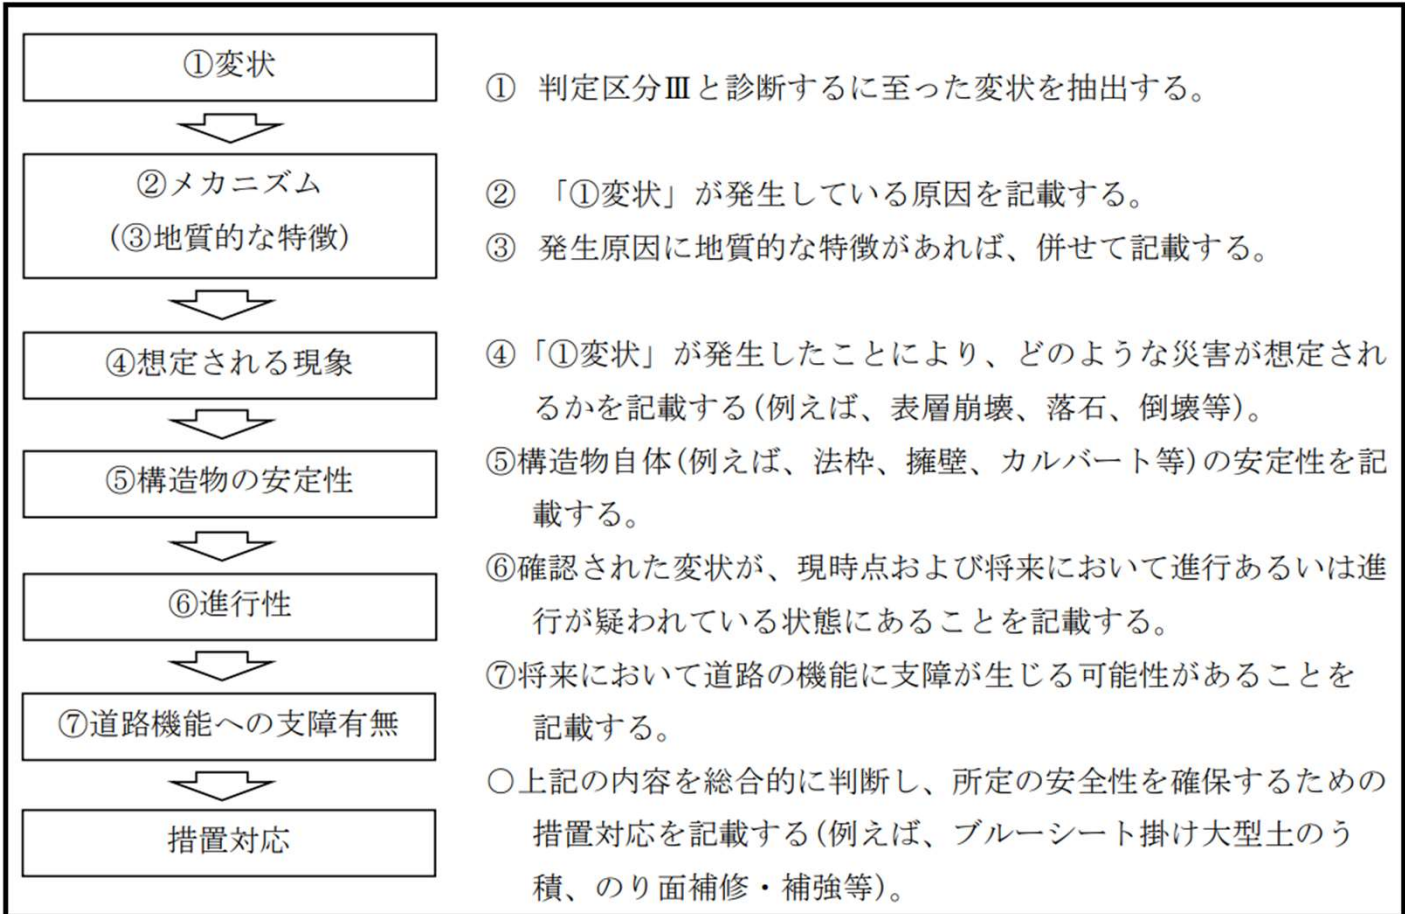 ①変状
① 判定区分Ⅲと診断するに至った変状を抽出する。
②メカニズム
(③地質的な特徴)
② 「①変状」が発生している原因を記載する。
③ 発生原因に地質的な特徴があれば、併せて記載する。
④想定される現象
④「①変状」が発生したことにより、どのような災害が想定され
るかを記載する(例えば、表層崩壊、落石、倒壊等)。
⑤構造物の安定性
⑤構造物自体(例えば、法枠、擁壁、カルバート等)の安定性を記
載する。
⑥進行性
⑥確認された変状が、現時点および将来において進行あるいは進
行が疑われている状態にあることを記載する。
⑦道路機能への支障有無
⑦将来において道路の機能に支障が生じる可能性があることを
記載する。
措置対応
○上記の内容を総合的に判断し、所定の安全性を確保するための
措置対応を記載する(例えば、ブルーシート掛け大型土のう
積、のり面補修・補強等)。